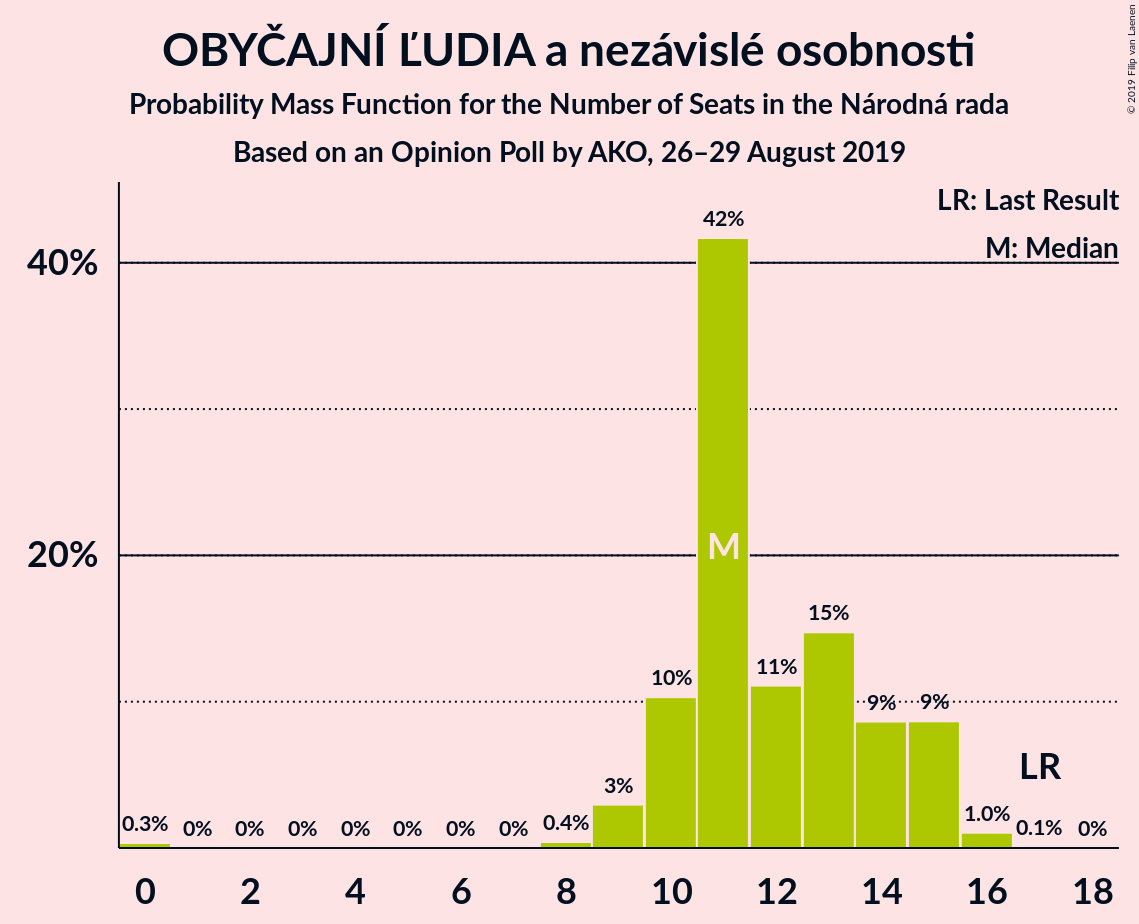 OBYČAJNÍ ĽUDIA a nezávislé osobnosti
Probability Mass Function for the Number of Seats in the Národná rada
Based on an Opinion Poll by AKO, 26–29 August 2019
© 2019 Filip van Laenen
LR: Last Result
M: Median
40%
20%
0.3%
0%
0%
0%
0%
0%
0%
0%
0.4%
3%
10%
42%
11%
15%
9%
9%
1.0%
0.1%
0%
M
LR
0 2 4 6 8 10 12 14 16 18